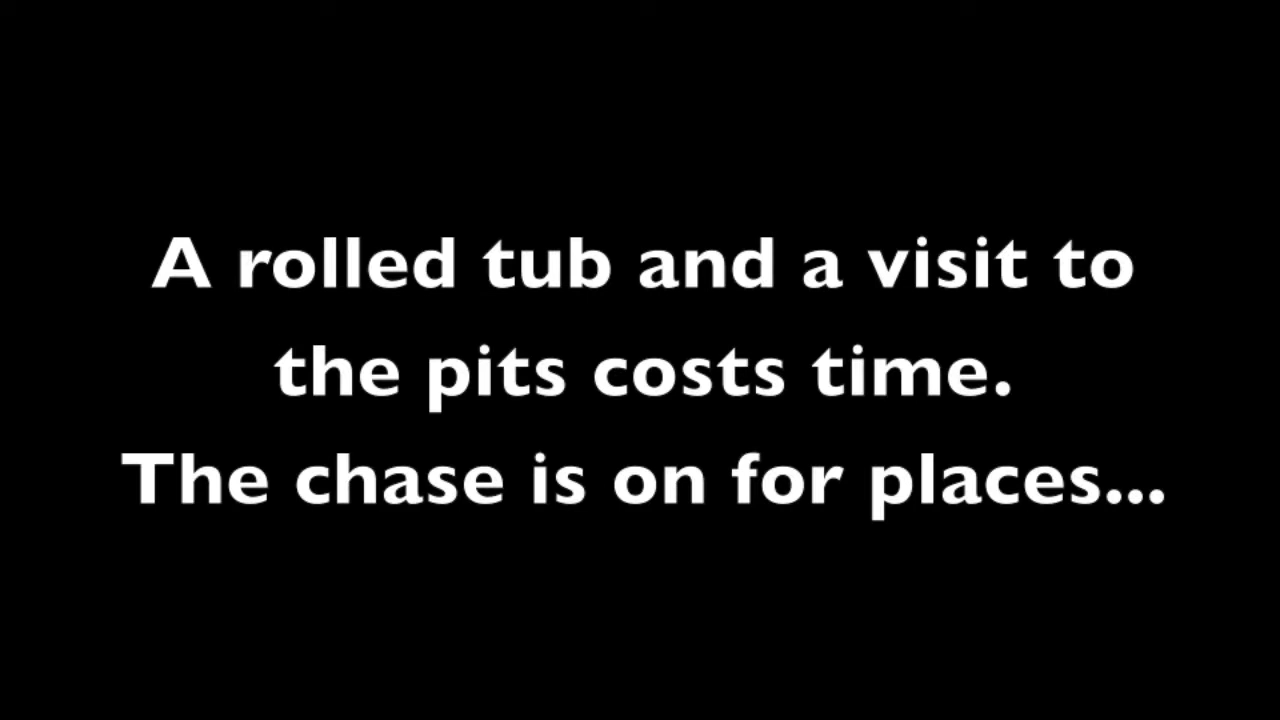 A rolled tub and a visit to
the pits costs time.
The chase is on for places...